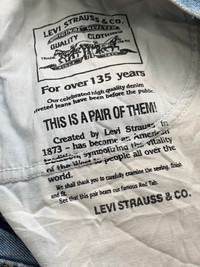 LEVI STRAUSS & CO.
QUALITY CLOTHING
TRADE
For over 135 years
Our celebrated high quality denim
riveted jeans have been before the public.
THIS IS A PAIR OF THEM!
Created by Levi Strauss in
1873 - has become an American
tradition, symbolizing the vitality
of the West to people all over the
world.
We shall thank you to carefully examine the sewing, finish
and fit.
See that this pair bears our famous Red Tab.
LEVI STRAUSS & CO.